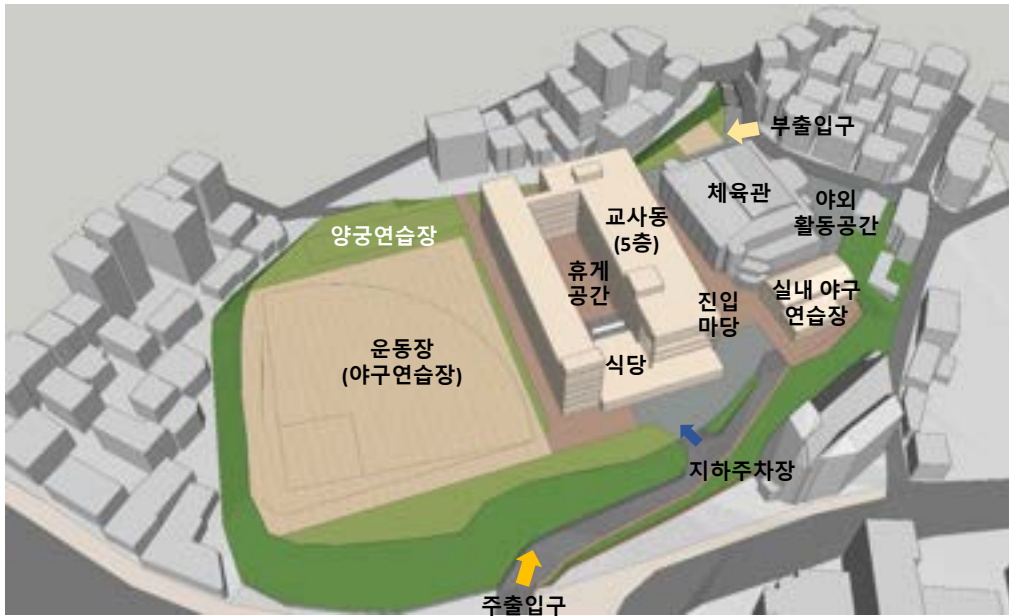 부출입구
체육관
야외
활동공간
교사동
(5층)
양궁연습장
휴게
공간
실내 야구
연습장
진입
마당
운동장
(야구연습장)
식당
지하주차장
주출입구